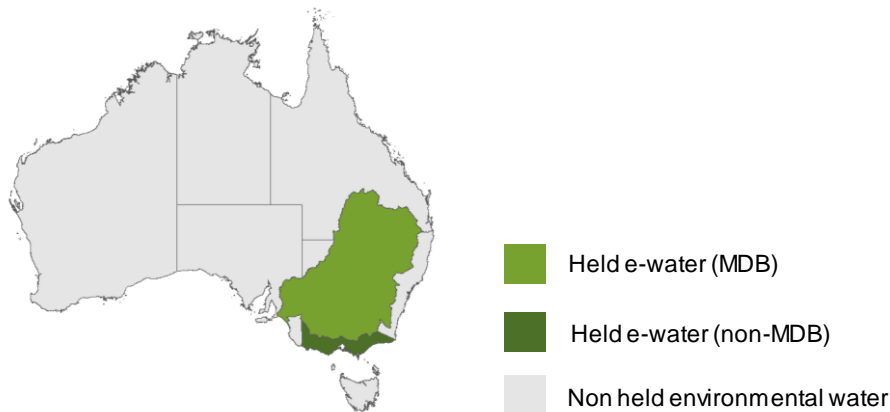 Held e-water (MDB)
Held e-water (non-MDB)
Non held environmental water